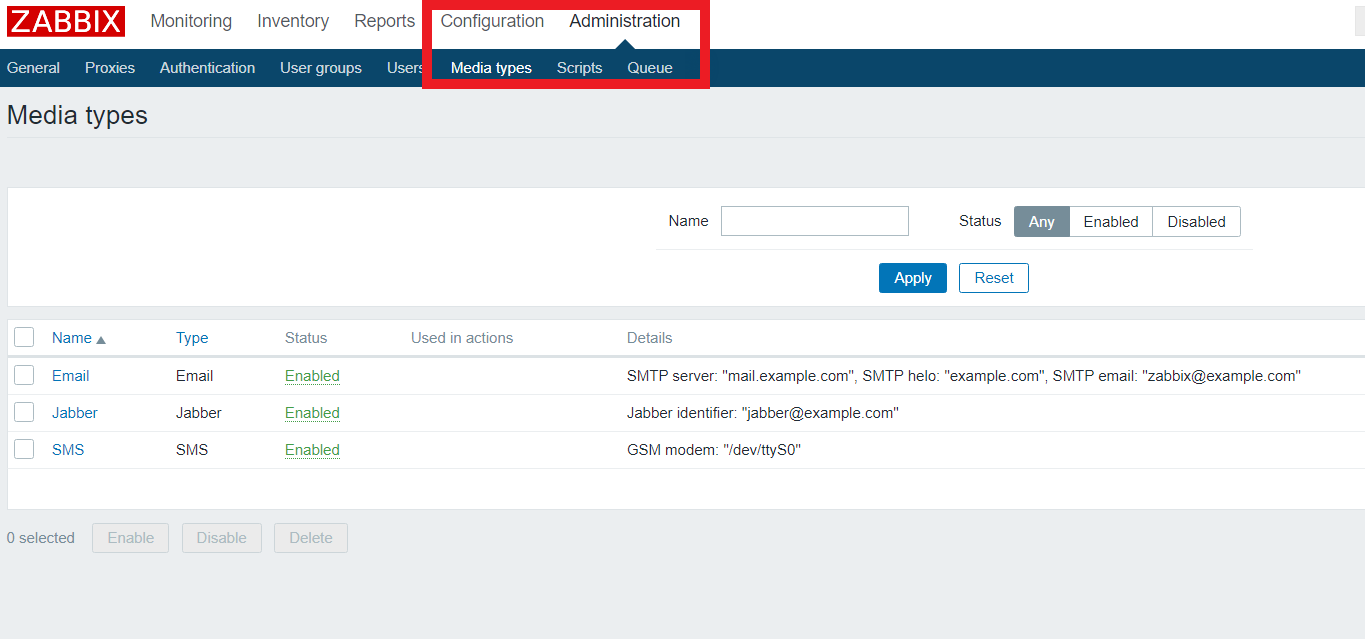 ZABBIX Monitoring Inventory Reports Configuration Administration
General Proxies Authentication User groups Users Media types Scripts Queue
Media types
Name Status Any Enabled Disabled
Apply Reset
Name Type Status Used in actions Details
Email Email Enabled SMTP server: "mail.example.com", SMTP helo: "example.com", SMTP email: "zabbix@example.com"
Jabber Jabber Enabled Jabber identifier: "jabber@example.com"
SMS SMS Enabled GSM modem: "/dev/ttyS0"
0 selected Enable Disable Delete